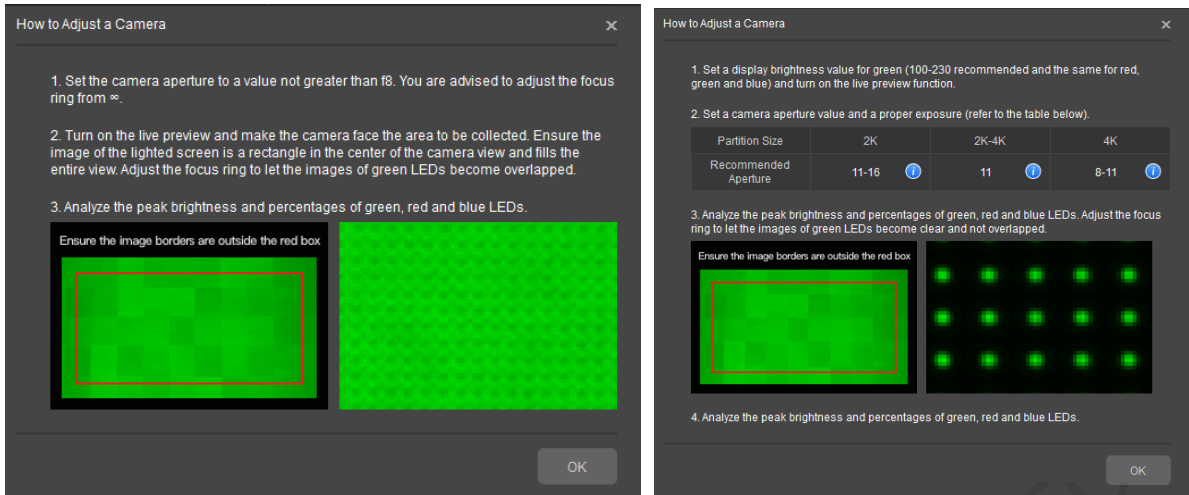 How to Adjust a Camera
1. Set the camera aperture to a value not greater than f8. You are advised to adjust the focus
ring from ∞.
2. Turn on the live preview and make the camera face the area to be collected. Ensure the
image of the lighted screen is a rectangle in the center of the camera view and fills the
entire view. Adjust the focus ring to let the images of green LEDs become overlapped.
3. Analyze the peak brightness and percentages of green, red and blue LEDs.
Ensure the image borders are outside the red box
OK
How to Adjust a Camera
1. Set a display brightness value for green (100-230 recommended and the same for red,
green and blue) and turn on the live preview function.
2. Set a camera aperture value and a proper exposure (refer to the table below).
Partition Size 2K 2K-4K 4K
Recommended
Aperture 11-16 11 8-11
3. Analyze the peak brightness and percentages of green, red and blue LEDs. Adjust the focus
ring to let the images of green LEDs become clear and not overlapped.
Ensure the image borders are outside the red box
4. Analyze the peak brightness and percentages of green, red and blue LEDs.
OK